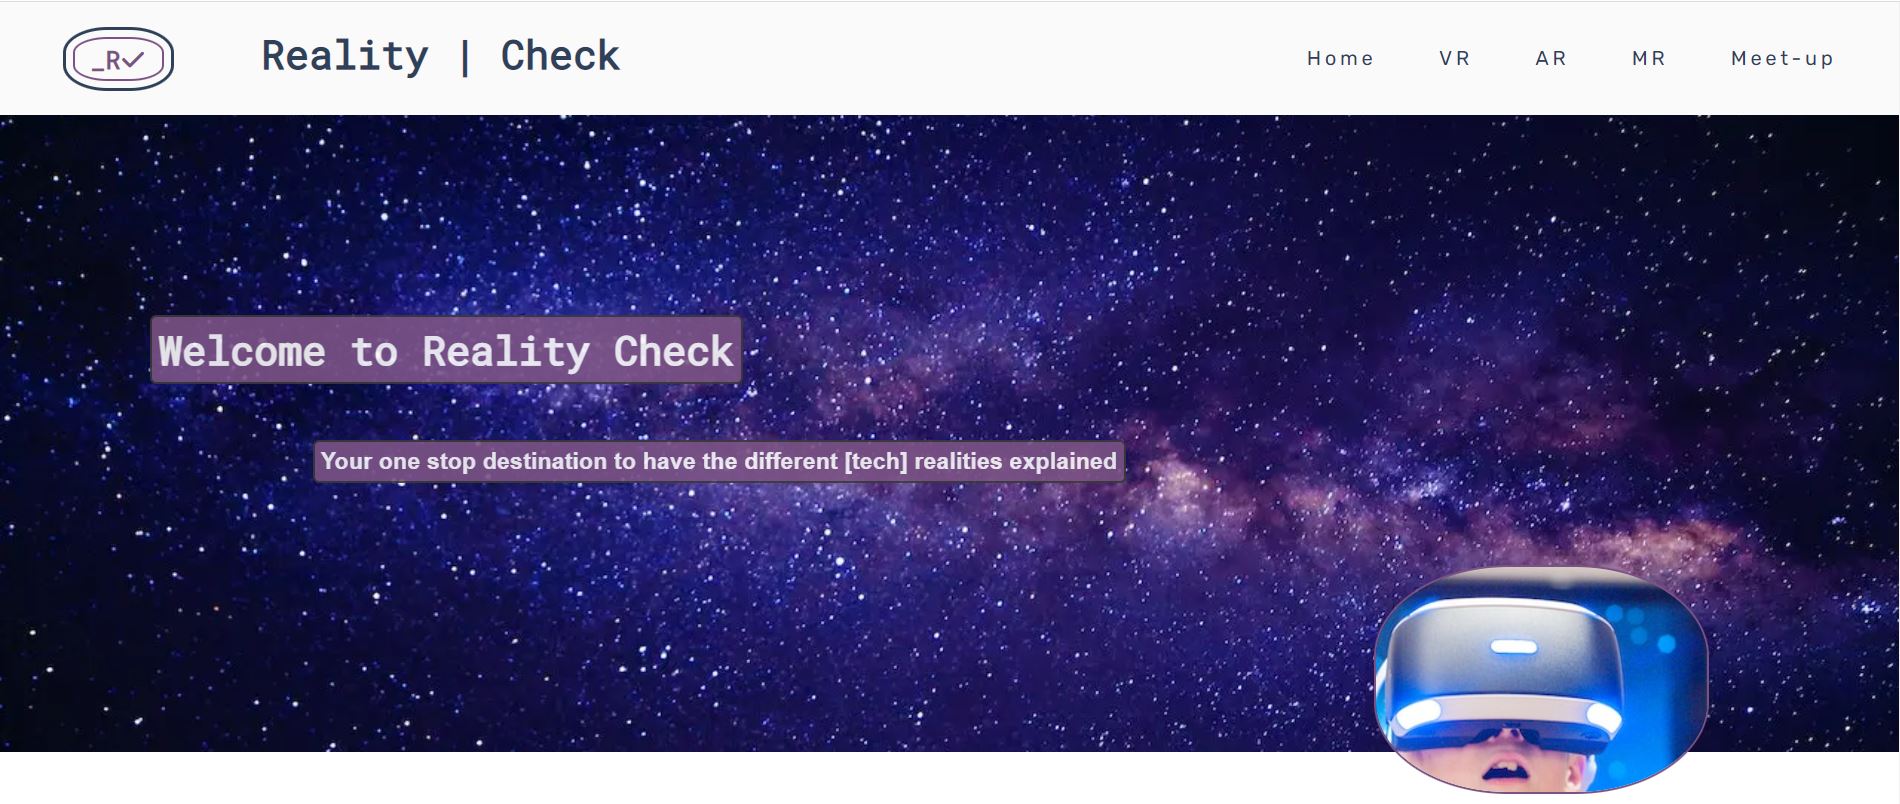 _R✓
Reality | Check
Home VR AR MR Meet-up
Welcome to Reality Check
Your one stop destination to have the different [tech] realities explained